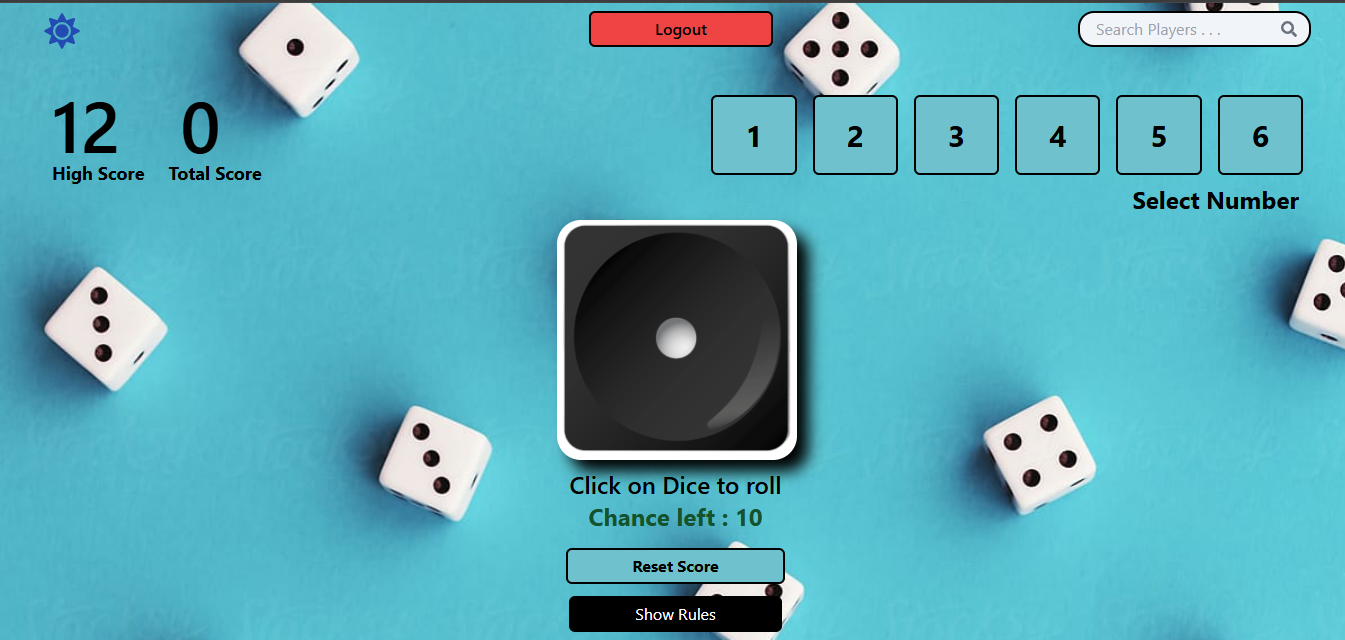 Logout
Search Players . . .
12
0
High Score
Total Score
1
2
3
4
5
6
Select Number
Click on Dice to roll
Chance left : 10
Reset Score
Show Rules